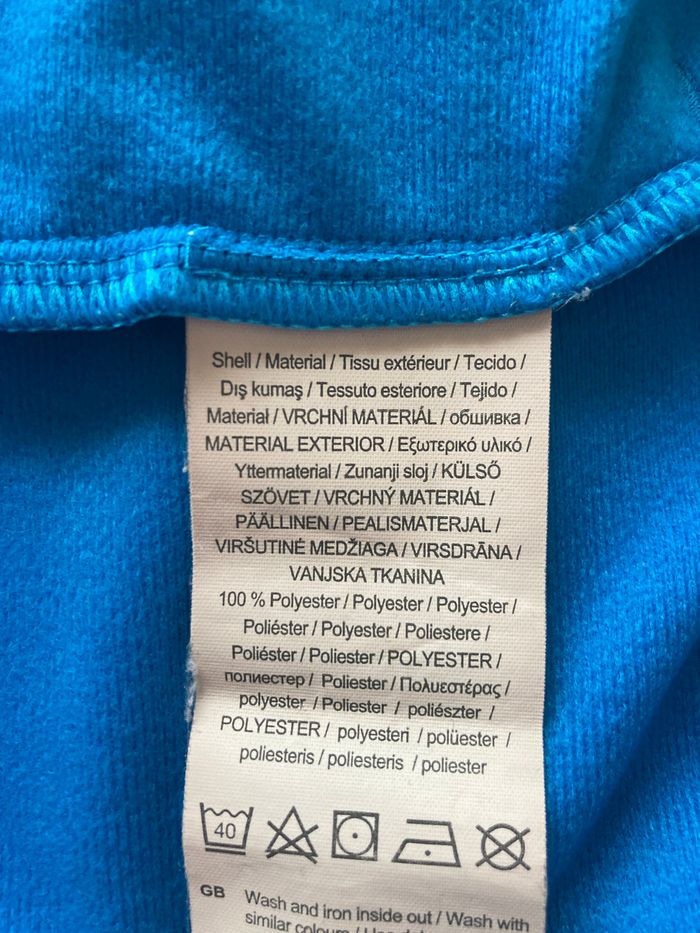 Shell / Material / Tissu extérieur / Tecido /
Dış kumaş / Tessuto esteriore / Tejido /
Materiał / VRCHNÍ MATERIÁL / обшивка /
MATERIAL EXTERIOR / Εξωτερικό υλικό /
Yttermaterial / Zunanji sloj / KÜLSŐ
SZÖVET / VRCHNÝ MATERIÁL /
PÄÄLLINEN / PEALISMATERJAL /
VIRŠUTINÉ MEDŽIAGA / VIRSDRĀNA /
VANJSKA TKANINA
100 % Polyester / Polyester / Polyester /
Poliéster / Polyester / Poliestere /
Poliéster / Poliester / POLYESTER /
полиестер / Poliester / Πολυεστέρας /
polyester / Poliester / poliészter /
POLYESTER / polyesteri / polüester /
poliesteris / poliesteris / poliester
40
GB Wash and iron inside out / Wash with
similar colours /